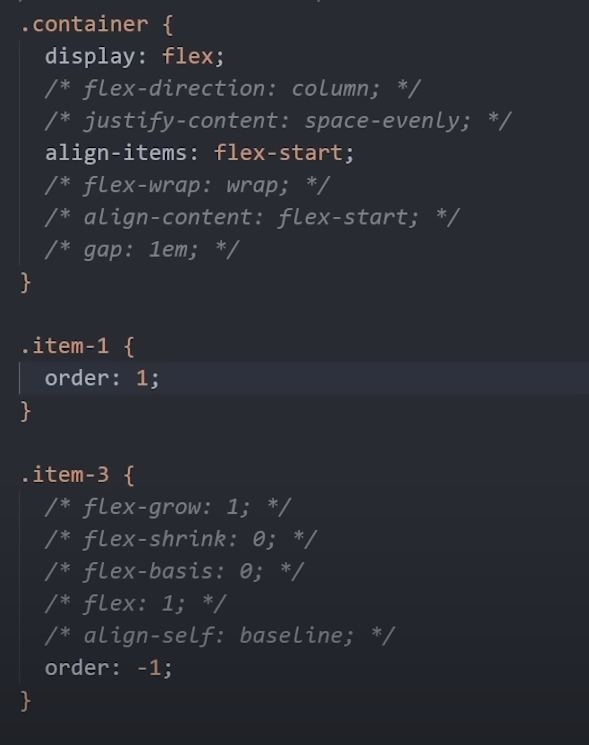 .container {
display: flex;
/* flex-direction: column; */
/* justify-content: space-evenly; */
align-items: flex-start;
/* flex-wrap: wrap; */
/* align-content: flex-start; */
/* gap: 1em; */
}
.item-1 {
order: 1;
}
.item-3 {
/* flex-grow: 1; */
/* flex-shrink: 0; */
/* flex-basis: 0; */
/* flex: 1; */
/* align-self: baseline; */
order: -1;
}